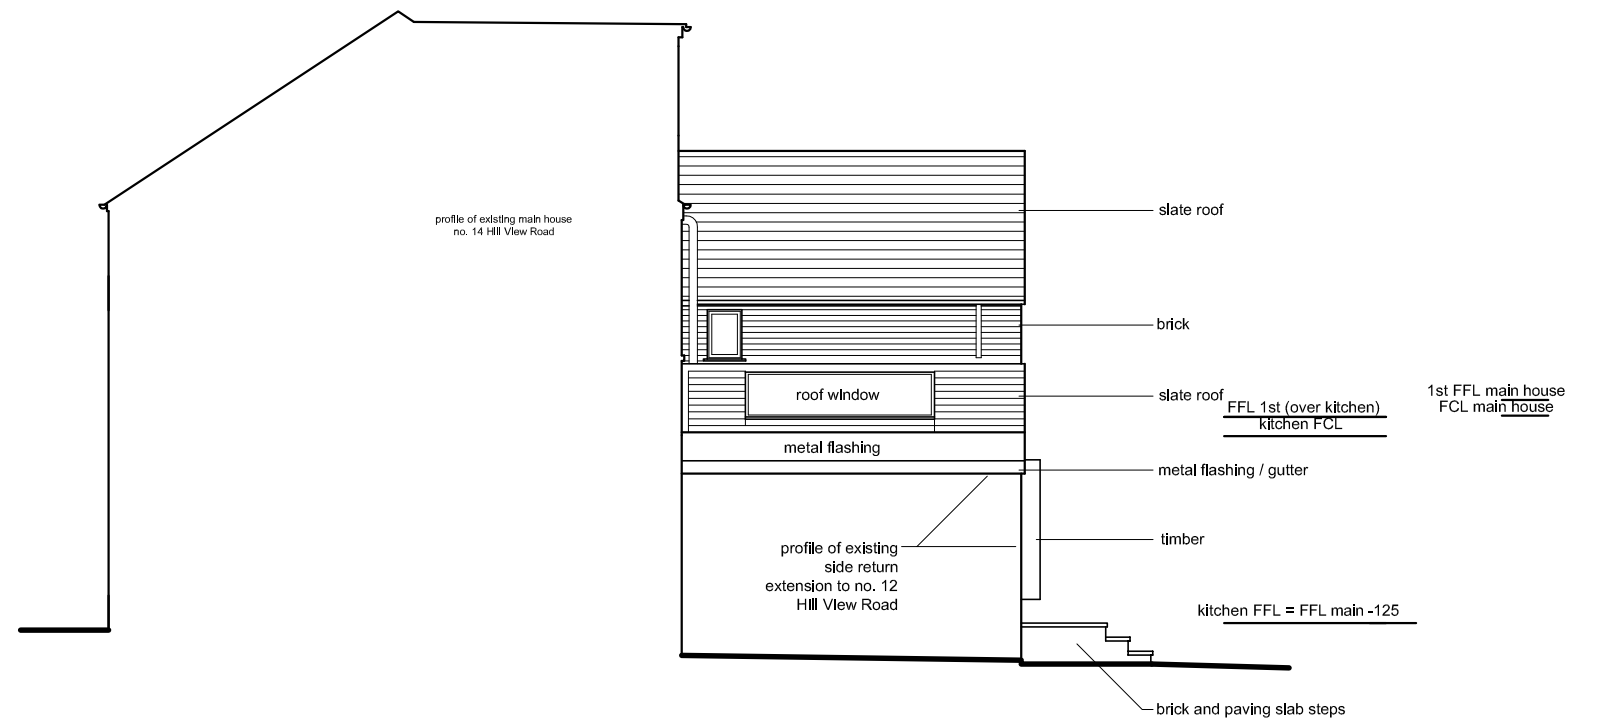 profile of existing main house
no. 14 Hill View Road
slate roof
brick
roof window
slate roof
FFL 1st (over kitchen)
kitchen FCL
1st FFL main house
FCL main house
metal flashing
metal flashing / gutter
profile of existing
side return
extension to no. 12
Hill View Road
timber
kitchen FFL = FFL main -125
brick and paving slab steps